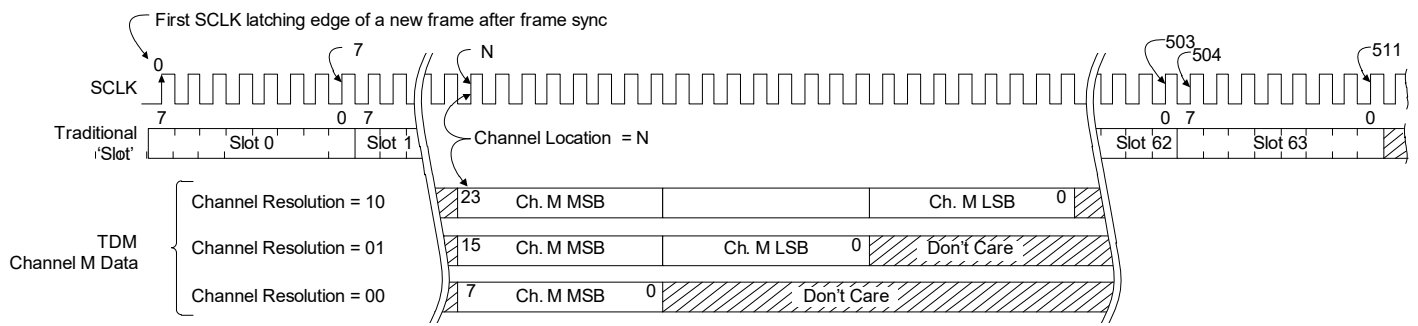 First SCLK latching edge of a new frame after frame sync
0 7 N 503 504 511
SCLK
7 0 7 0 7 0
Traditional 'Slot'
Slot 0 Slot 1 Slot 62 Slot 63
Channel Location = N
Channel Resolution = 10 23 Ch. M MSB Ch. M LSB 0
TDM
Channel M Data
Channel Resolution = 01 15 Ch. M MSB Ch. M LSB 0 Don't Care
Channel Resolution = 00 7 Ch. M MSB 0 Don't Care